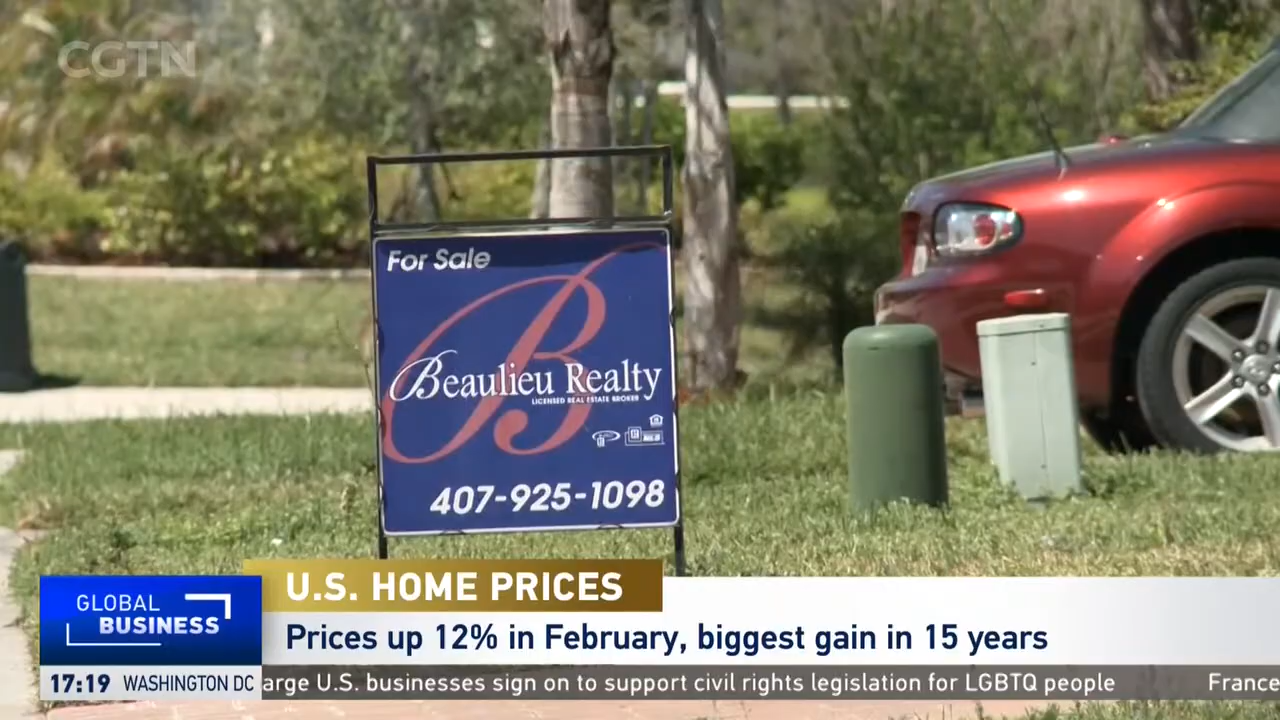 CGTN
For Sale
B
Beaulieu Realty
LICENSED REAL ESTATE BROKER
407-925-1098
U.S. HOME PRICES
GLOBAL
BUSINESS
Prices up 12% in February, biggest gain in 15 years
17:19 WASHINGTON DC arge U.S. businesses sign on to support civil rights legislation for LGBTQ people France